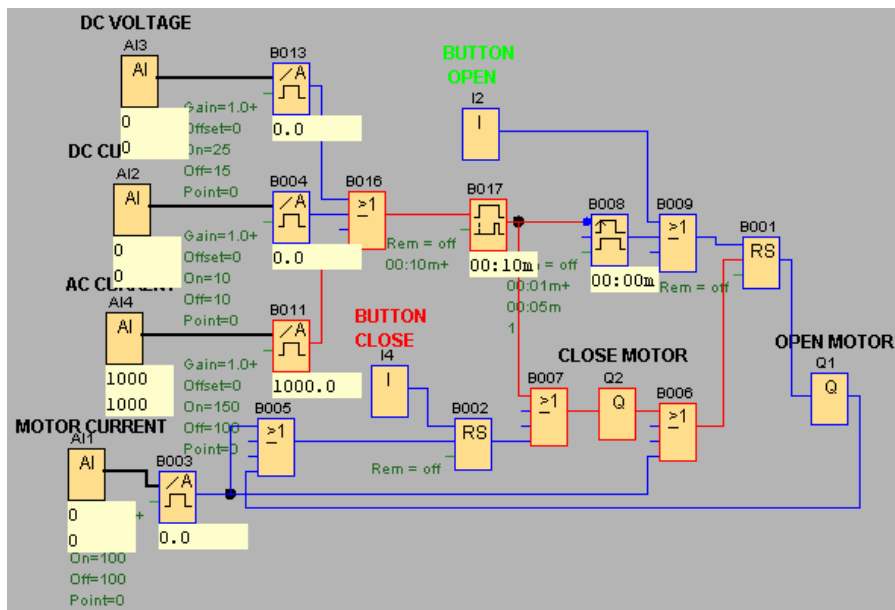 DC VOLTAGE
AI3
AI
0
0
B013
/A
Gain=1.0+
Offset=0
On=25
Off=15
Point=0
0.0
BUTTON
OPEN
I2
I
DC CU
AI2
AI
0
0
B004
/A
Gain=1.0+
Offset=0
On=10
Off=10
Point=0
0.0
B016
>1
B017
Rem = off
00:10m+
00:10m
= off
00:01m+
00:05m
1
B008
00:00m
B009
>1
Rem = off
B001
RS
AC CURRENT
AI4
AI
1000
1000
B011
/A
Gain=1.0+
Offset=0
On=150
Off=100
Point=0
1000.0
BUTTON
CLOSE
I4
I
CLOSE MOTOR
OPEN MOTOR
B007
>1
Q2
Q
B006
>1
Q1
Q
B005
>1
B002
RS
Rem = off
MOTOR CURRENT
AI1
AI
0
0
+
On=100
Off=100
Point=0
B003
/A
0.0